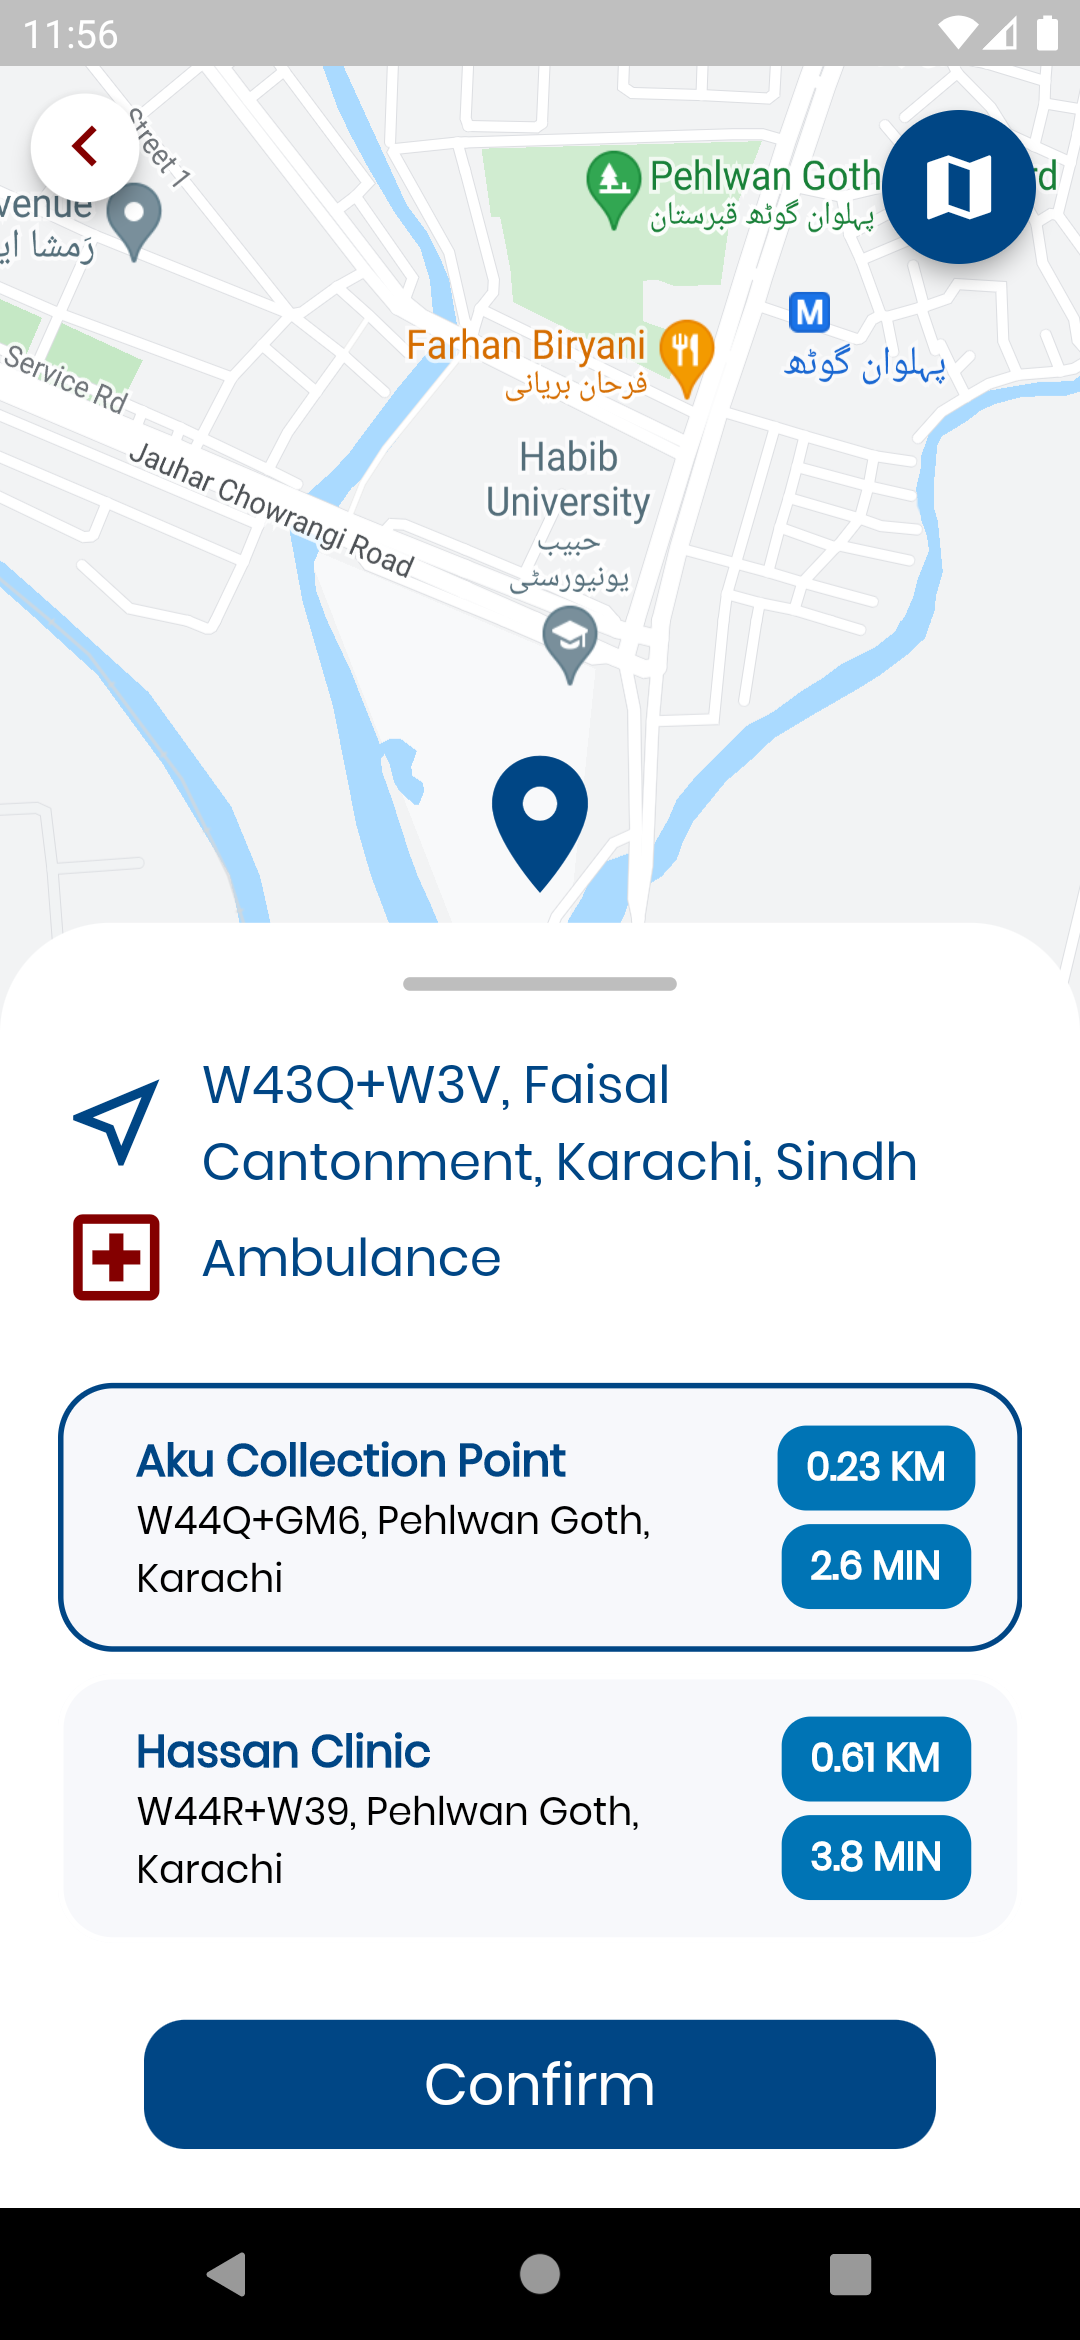 11:56
Street 1
venue
رَمشا
Pehlwan Goth
پہلوان گوٹھ قبرستان
M
پہلوان گوٹھ
Farhan Biryani
فرحان بریانی
Service Rd
Jauhar Chowrangi Road
Habib
University
حبیب
یونیورسٹی
W43Q+W3V, Faisal
Cantonment, Karachi, Sindh
Ambulance
Aku Collection Point
W44Q+GM6, Pehlwan Goth,
Karachi
0.23 KM
2.6 MIN
Hassan Clinic
W44R+W39, Pehlwan Goth,
Karachi
0.61 KM
3.8 MIN
Confirm